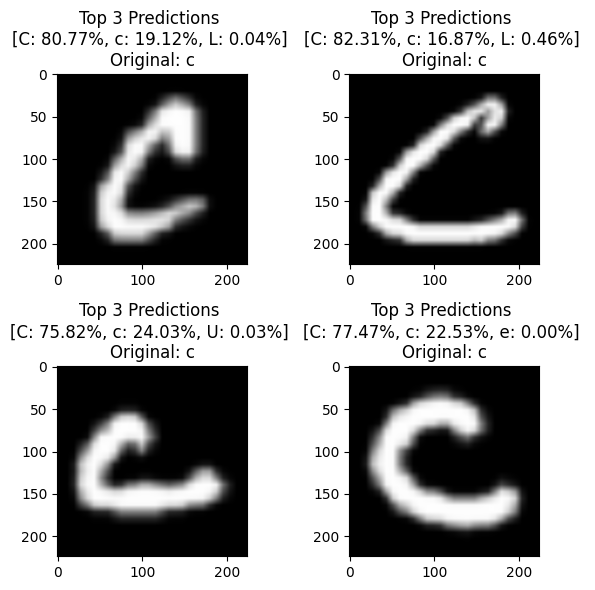 Top 3 Predictions
[C: 80.77%, c: 19.12%, L: 0.04%]
Original: c
0
50
100
150
200
0 100 200
C
Top 3 Predictions
[C: 82.31%, c: 16.87%, L: 0.46%]
Original: c
0
50
100
150
200
0 100 200
C
Top 3 Predictions
[C: 75.82%, c: 24.03%, U: 0.03%]
Original: c
0
50
100
150
200
0 100 200
C
Top 3 Predictions
[C: 77.47%, c: 22.53%, e: 0.00%]
Original: c
0
50
100
150
200
0 100 200
C